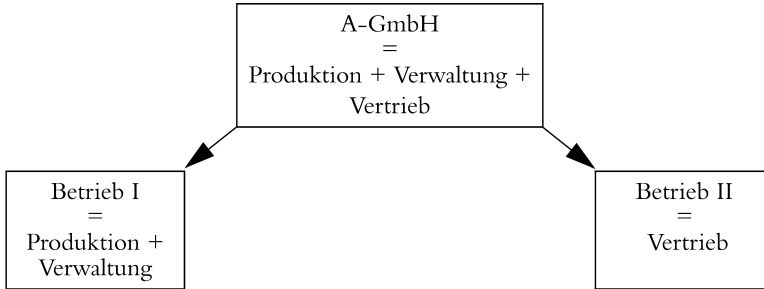 A-GmbH
=
Produktion + Verwaltung +
Vertrieb
Betrieb I
=
Produktion +
Verwaltung
Betrieb II
=
Vertrieb